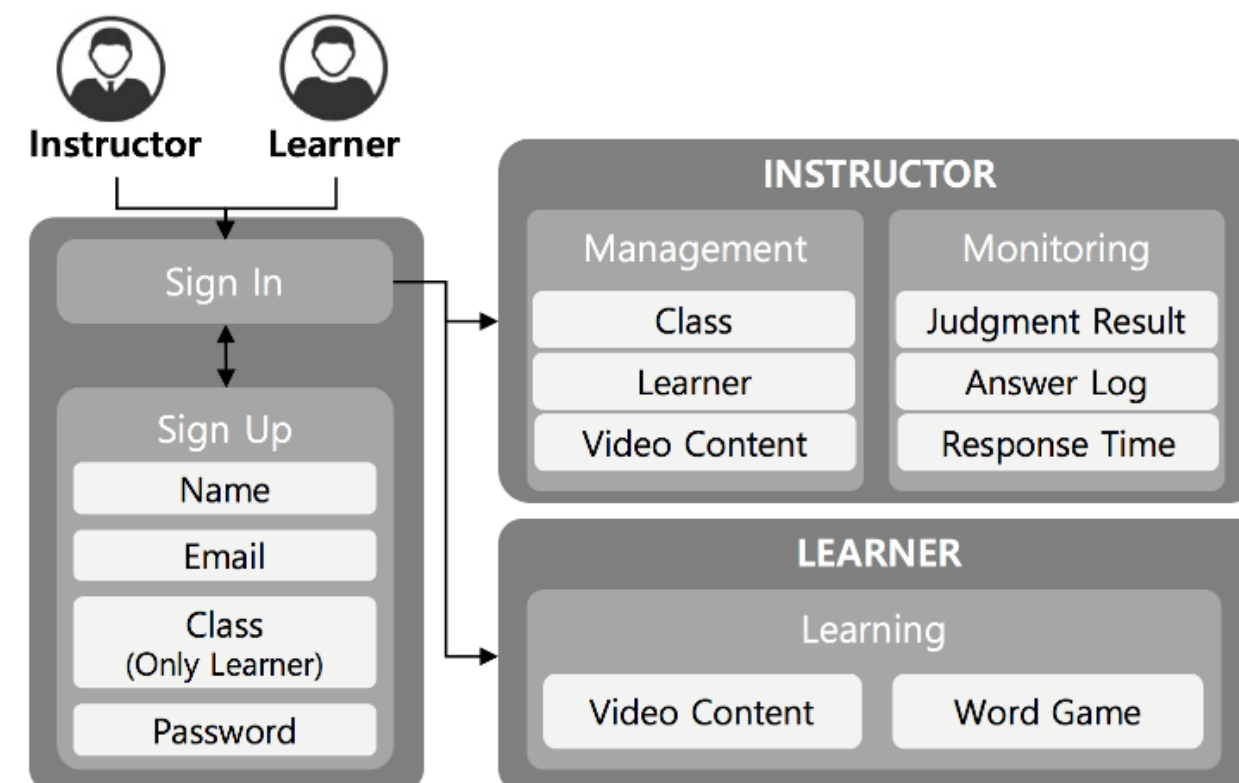 Instructor
Learner
Sign In
Sign Up
Name
Email
Class
(Only Learner)
Password
INSTRUCTOR
Management
Class
Learner
Video Content
Monitoring
Judgment Result
Answer Log
Response Time
LEARNER
Learning
Video Content
Word Game